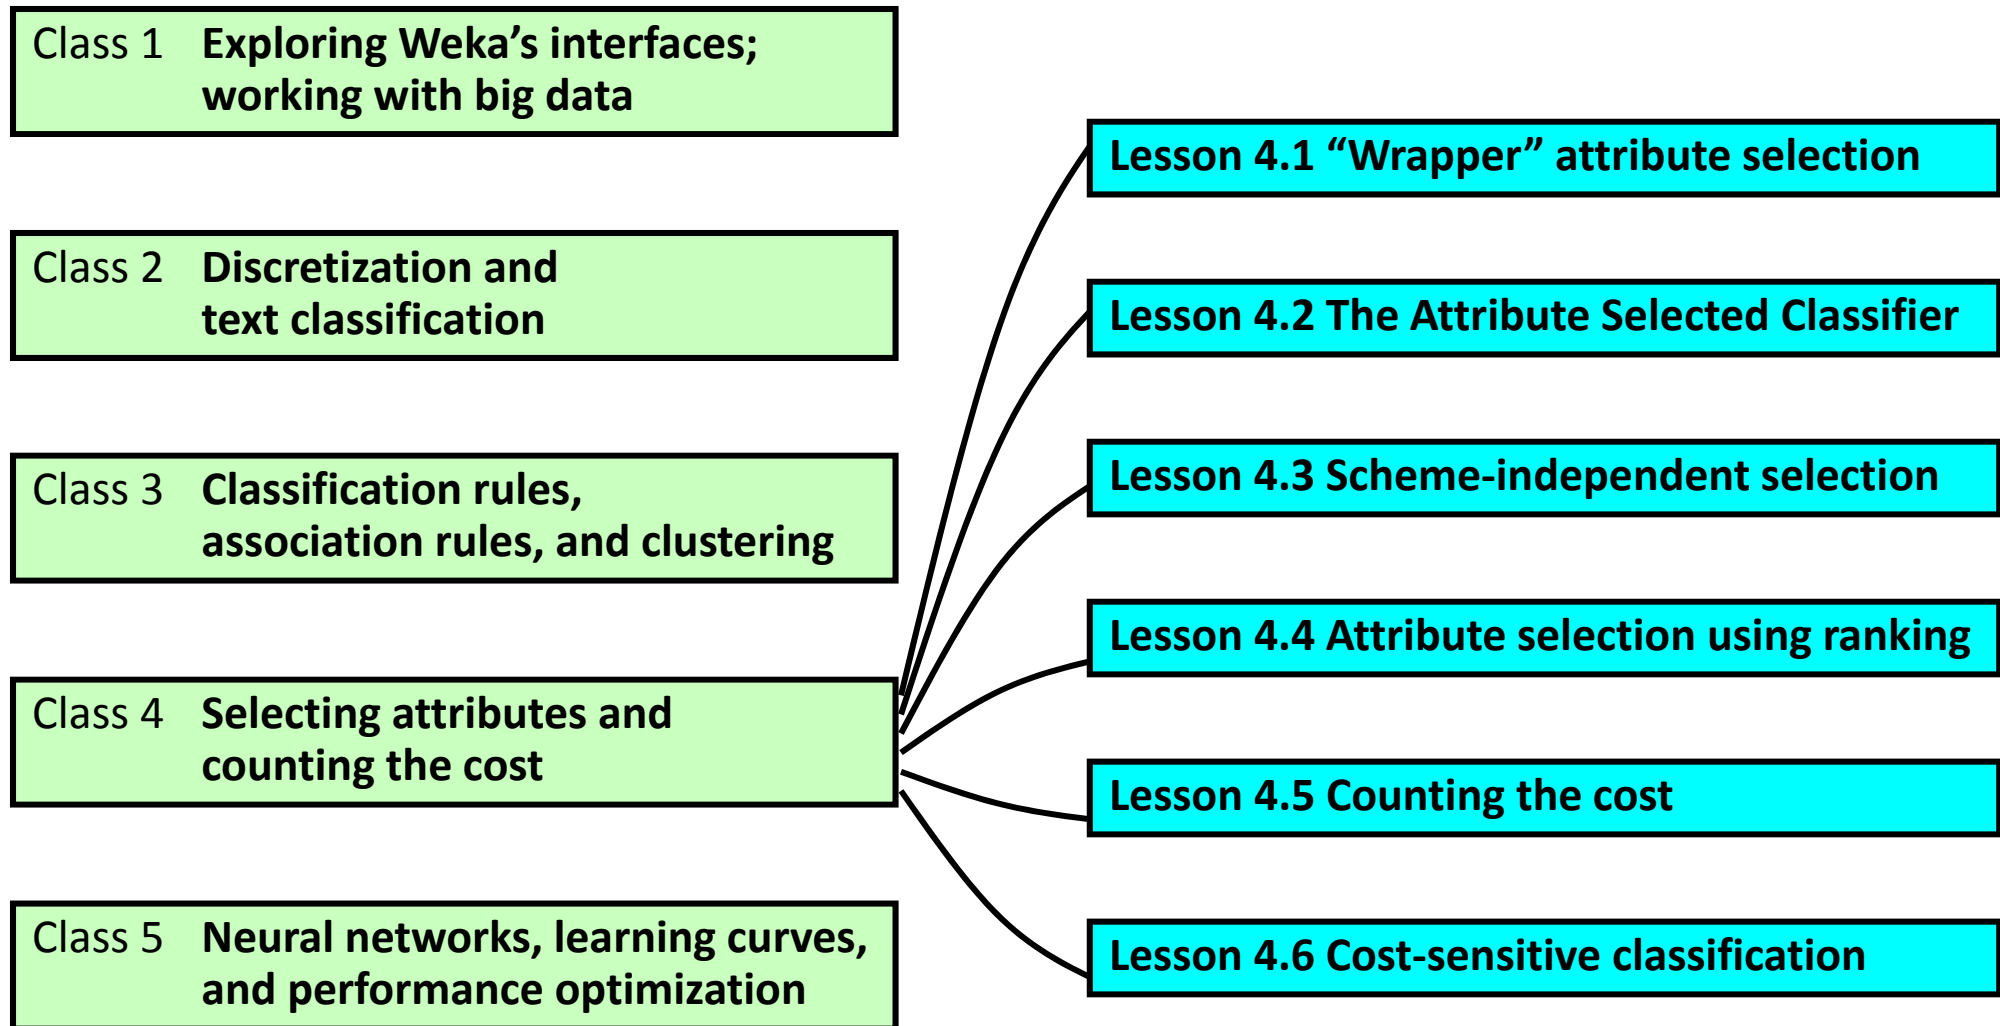 Class 1 Exploring Weka’s interfaces;
working with big data
Class 2 Discretization and
text classification
Class 3 Classification rules,
association rules, and clustering
Class 4 Selecting attributes and
counting the cost
Class 5 Neural networks, learning curves,
and performance optimization
Lesson 4.1 “Wrapper” attribute selection
Lesson 4.2 The Attribute Selected Classifier
Lesson 4.3 Scheme-independent selection
Lesson 4.4 Attribute selection using ranking
Lesson 4.5 Counting the cost
Lesson 4.6 Cost-sensitive classification